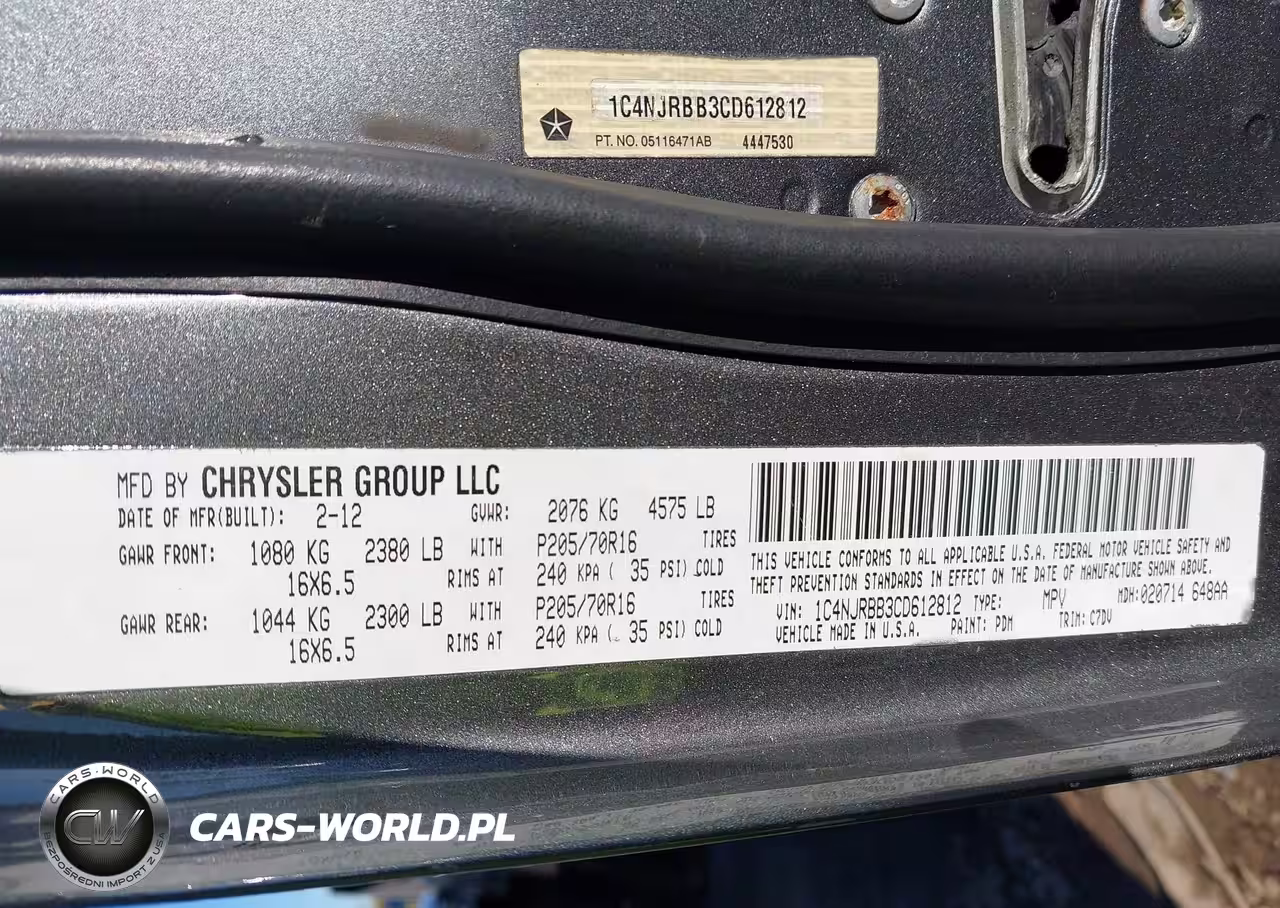 1C4NJRBB3CD612812
PT. NO. 05116471AB 4447530
MFD BY CHRYSLER GROUP LLC
DATE OF MFR(BUILT): 2-12 GVWR: 2076 KG 4575 LB
GAWR FRONT: 1080 KG 2380 LB WITH P205/70R16 TIRES
16X6.5 RIMS AT 240 KPA ( 35 PSI) COLD
GAWR REAR: 1044 KG 2300 LB WITH P205/70R16 TIRES
16X6.5 RIMS AT 240 KPA ( 35 PSI) COLD
THIS VEHICLE CONFORMS TO ALL APPLICABLE U.S.A. FEDERAL MOTOR VEHICLE SAFETY AND
THEFT PREVENTION STANDARDS IN EFFECT ON THE DATE OF MANUFACTURE SHOWN ABOVE.
VIN: 1C4NJRBB3CD612812 TYPE: MPV MDH:020714 648AA
VEHICLE MADE IN U.S.A. PAINT: PDM TRIM: C7DV
CARS-WORLD
CW
BEZPOŚREDNI IMPORT Z USA
CARS-WORLD.PL